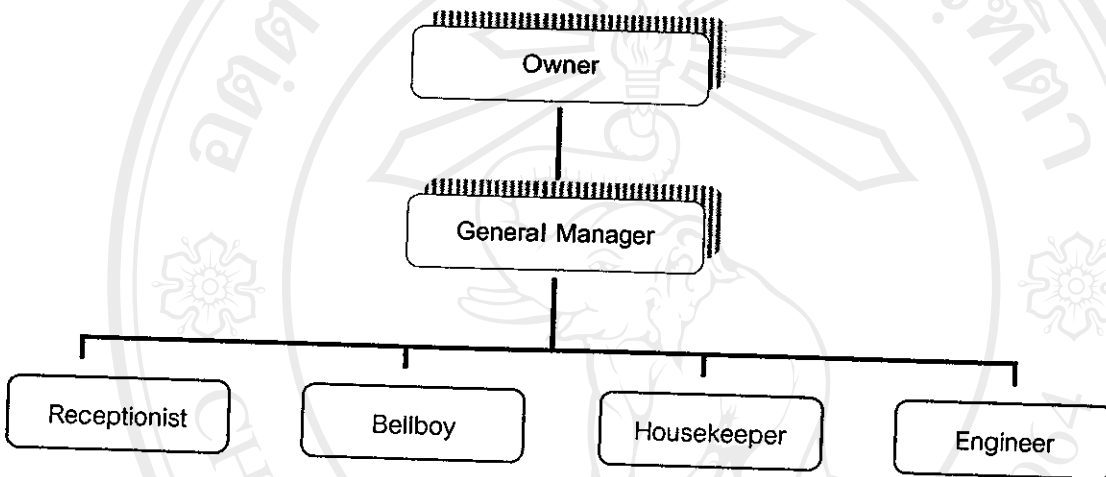 Owner
General Manager
Receptionist
Bellboy
Housekeeper
Engineer